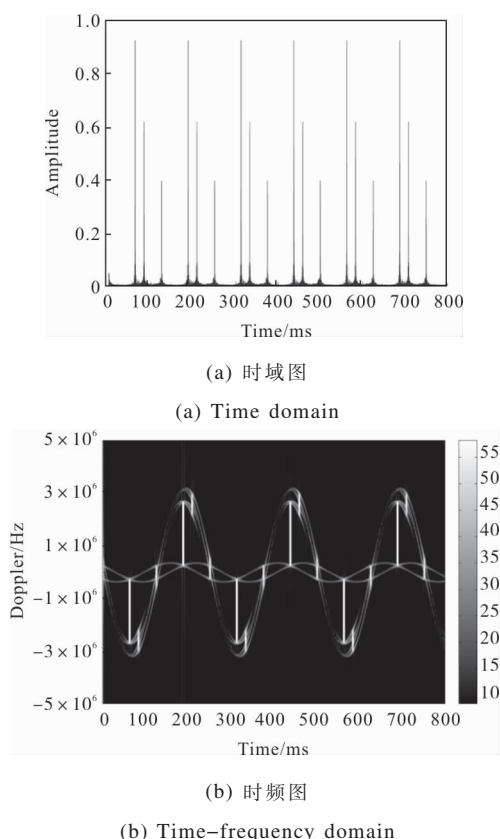 1.0
0.8
0.6
0.4
0.2
0
Amplitude
100 200 300 400 500 600 700 800
Time/ms
(a) 时域图
(a) Time domain
5×10⁶
3×10⁶
1×10⁶
−1×10⁶
−3×10⁶
−5×10⁶
Doppler/Hz
0 100 200 300 400 500 600 700 800
Time/ms
55
50
45
40
35
30
25
20
15
10
(b) 时频图
(b) Time−frequency domain